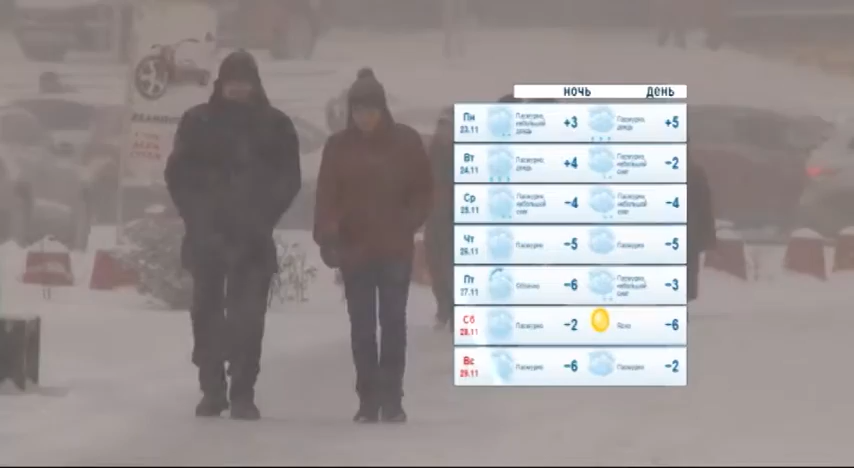 ночь день
Пн
23.11
Пасмурно, небольшой дождь
+3
Пасмурно, дождь
+5
Вт
24.11
Пасмурно, дождь
+4
Пасмурно, небольшой снег
-2
Ср
25.11
Пасмурно, небольшой снег
-4
Пасмурно, небольшой снег
-4
Чт
26.11
Пасмурно
-5
Пасмурно
-5
Пт
27.11
Облачно
-6
Пасмурно, небольшой снег
-3
Сб
28.11
Пасмурно
-2
Ясно
-6
Вс
29.11
Пасмурно
-6
Пасмурно
-2